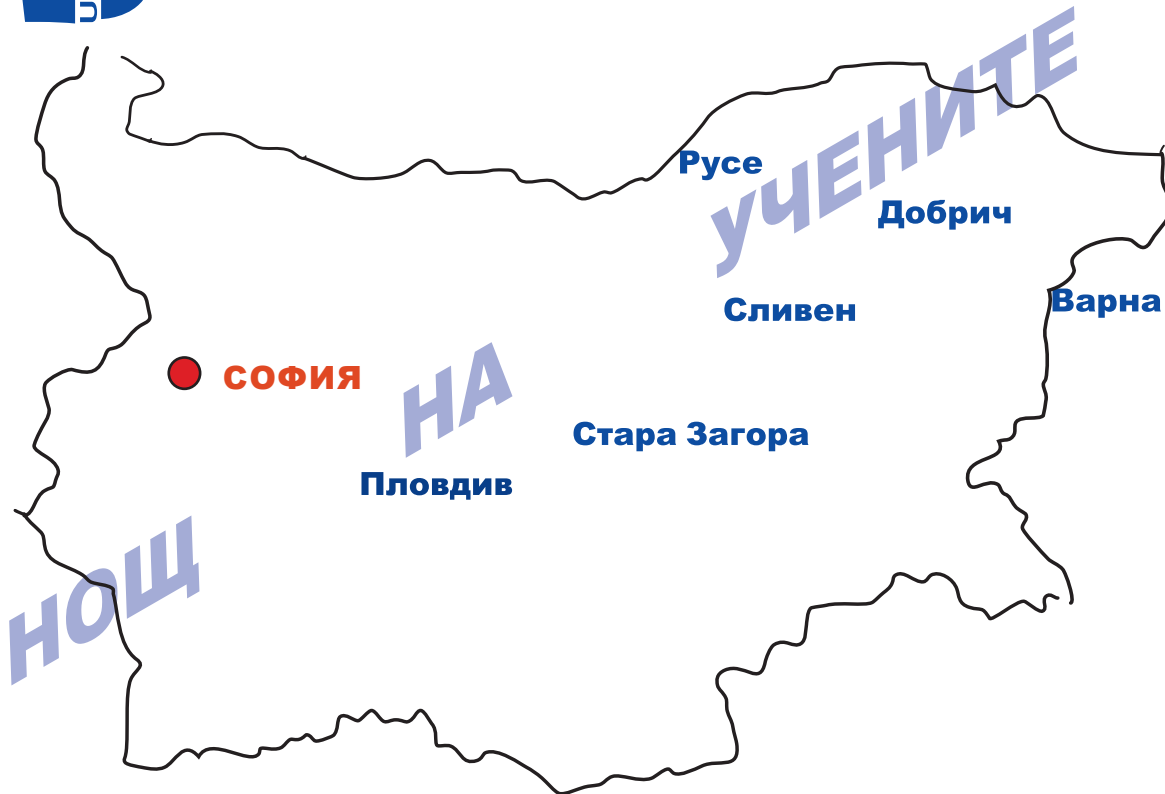 Русе
Добрич
Сливен
Варна
СОФИЯ
Стара Загора
Пловдив
НОЩ
НА
УЧЕНИТЕ